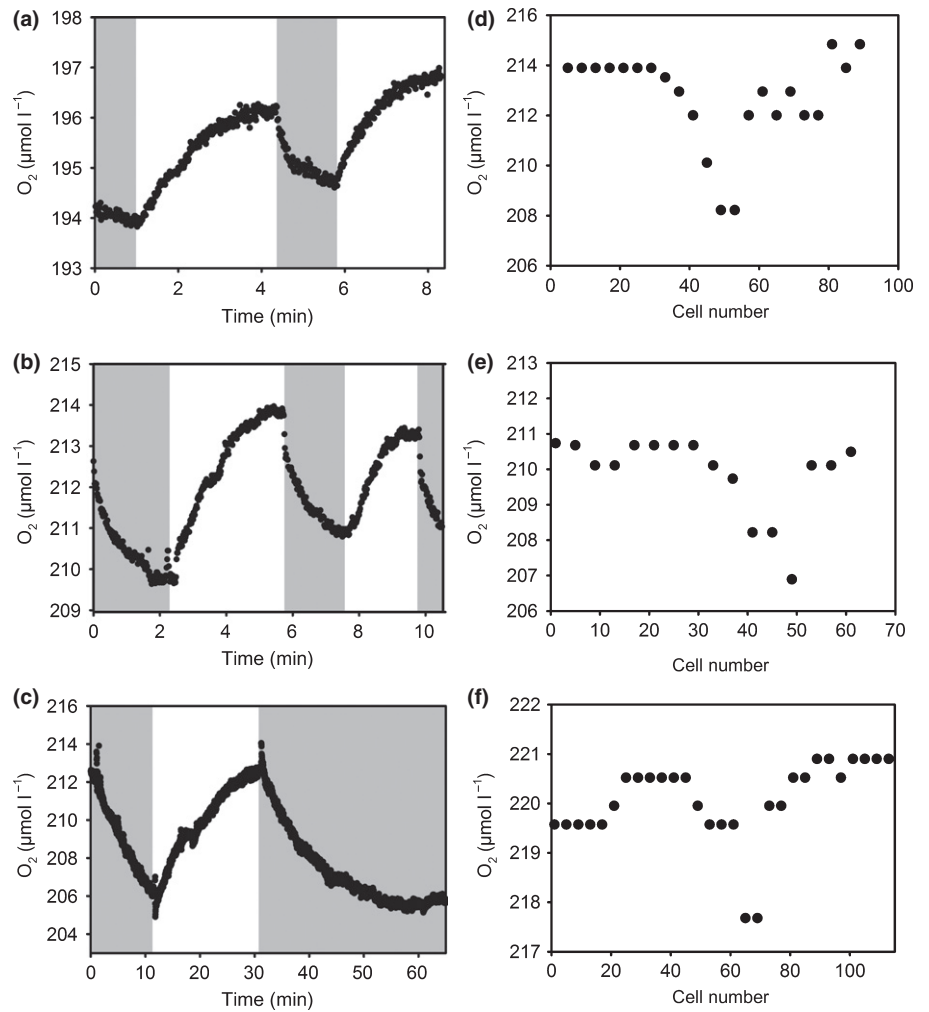 (a)
198
197
196
195
194
193
O₂ (µmol l⁻¹)
0 2 4 6 8
Time (min)
(d)
216
214
212
210
208
206
O₂ (µmol l⁻¹)
0 20 40 60 80 100
Cell number
(b)
215
214
213
212
211
210
209
O₂ (µmol l⁻¹)
0 2 4 6 8 10
Time (min)
(e)
213
212
211
210
209
208
207
206
O₂ (µmol l⁻¹)
0 10 20 30 40 50 60 70
Cell number
(c)
216
214
212
210
208
206
204
O₂ (µmol l⁻¹)
0 10 20 30 40 50 60
Time (min)
(f)
222
221
220
219
218
217
O₂ (µmol l⁻¹)
0 20 40 60 80 100
Cell number